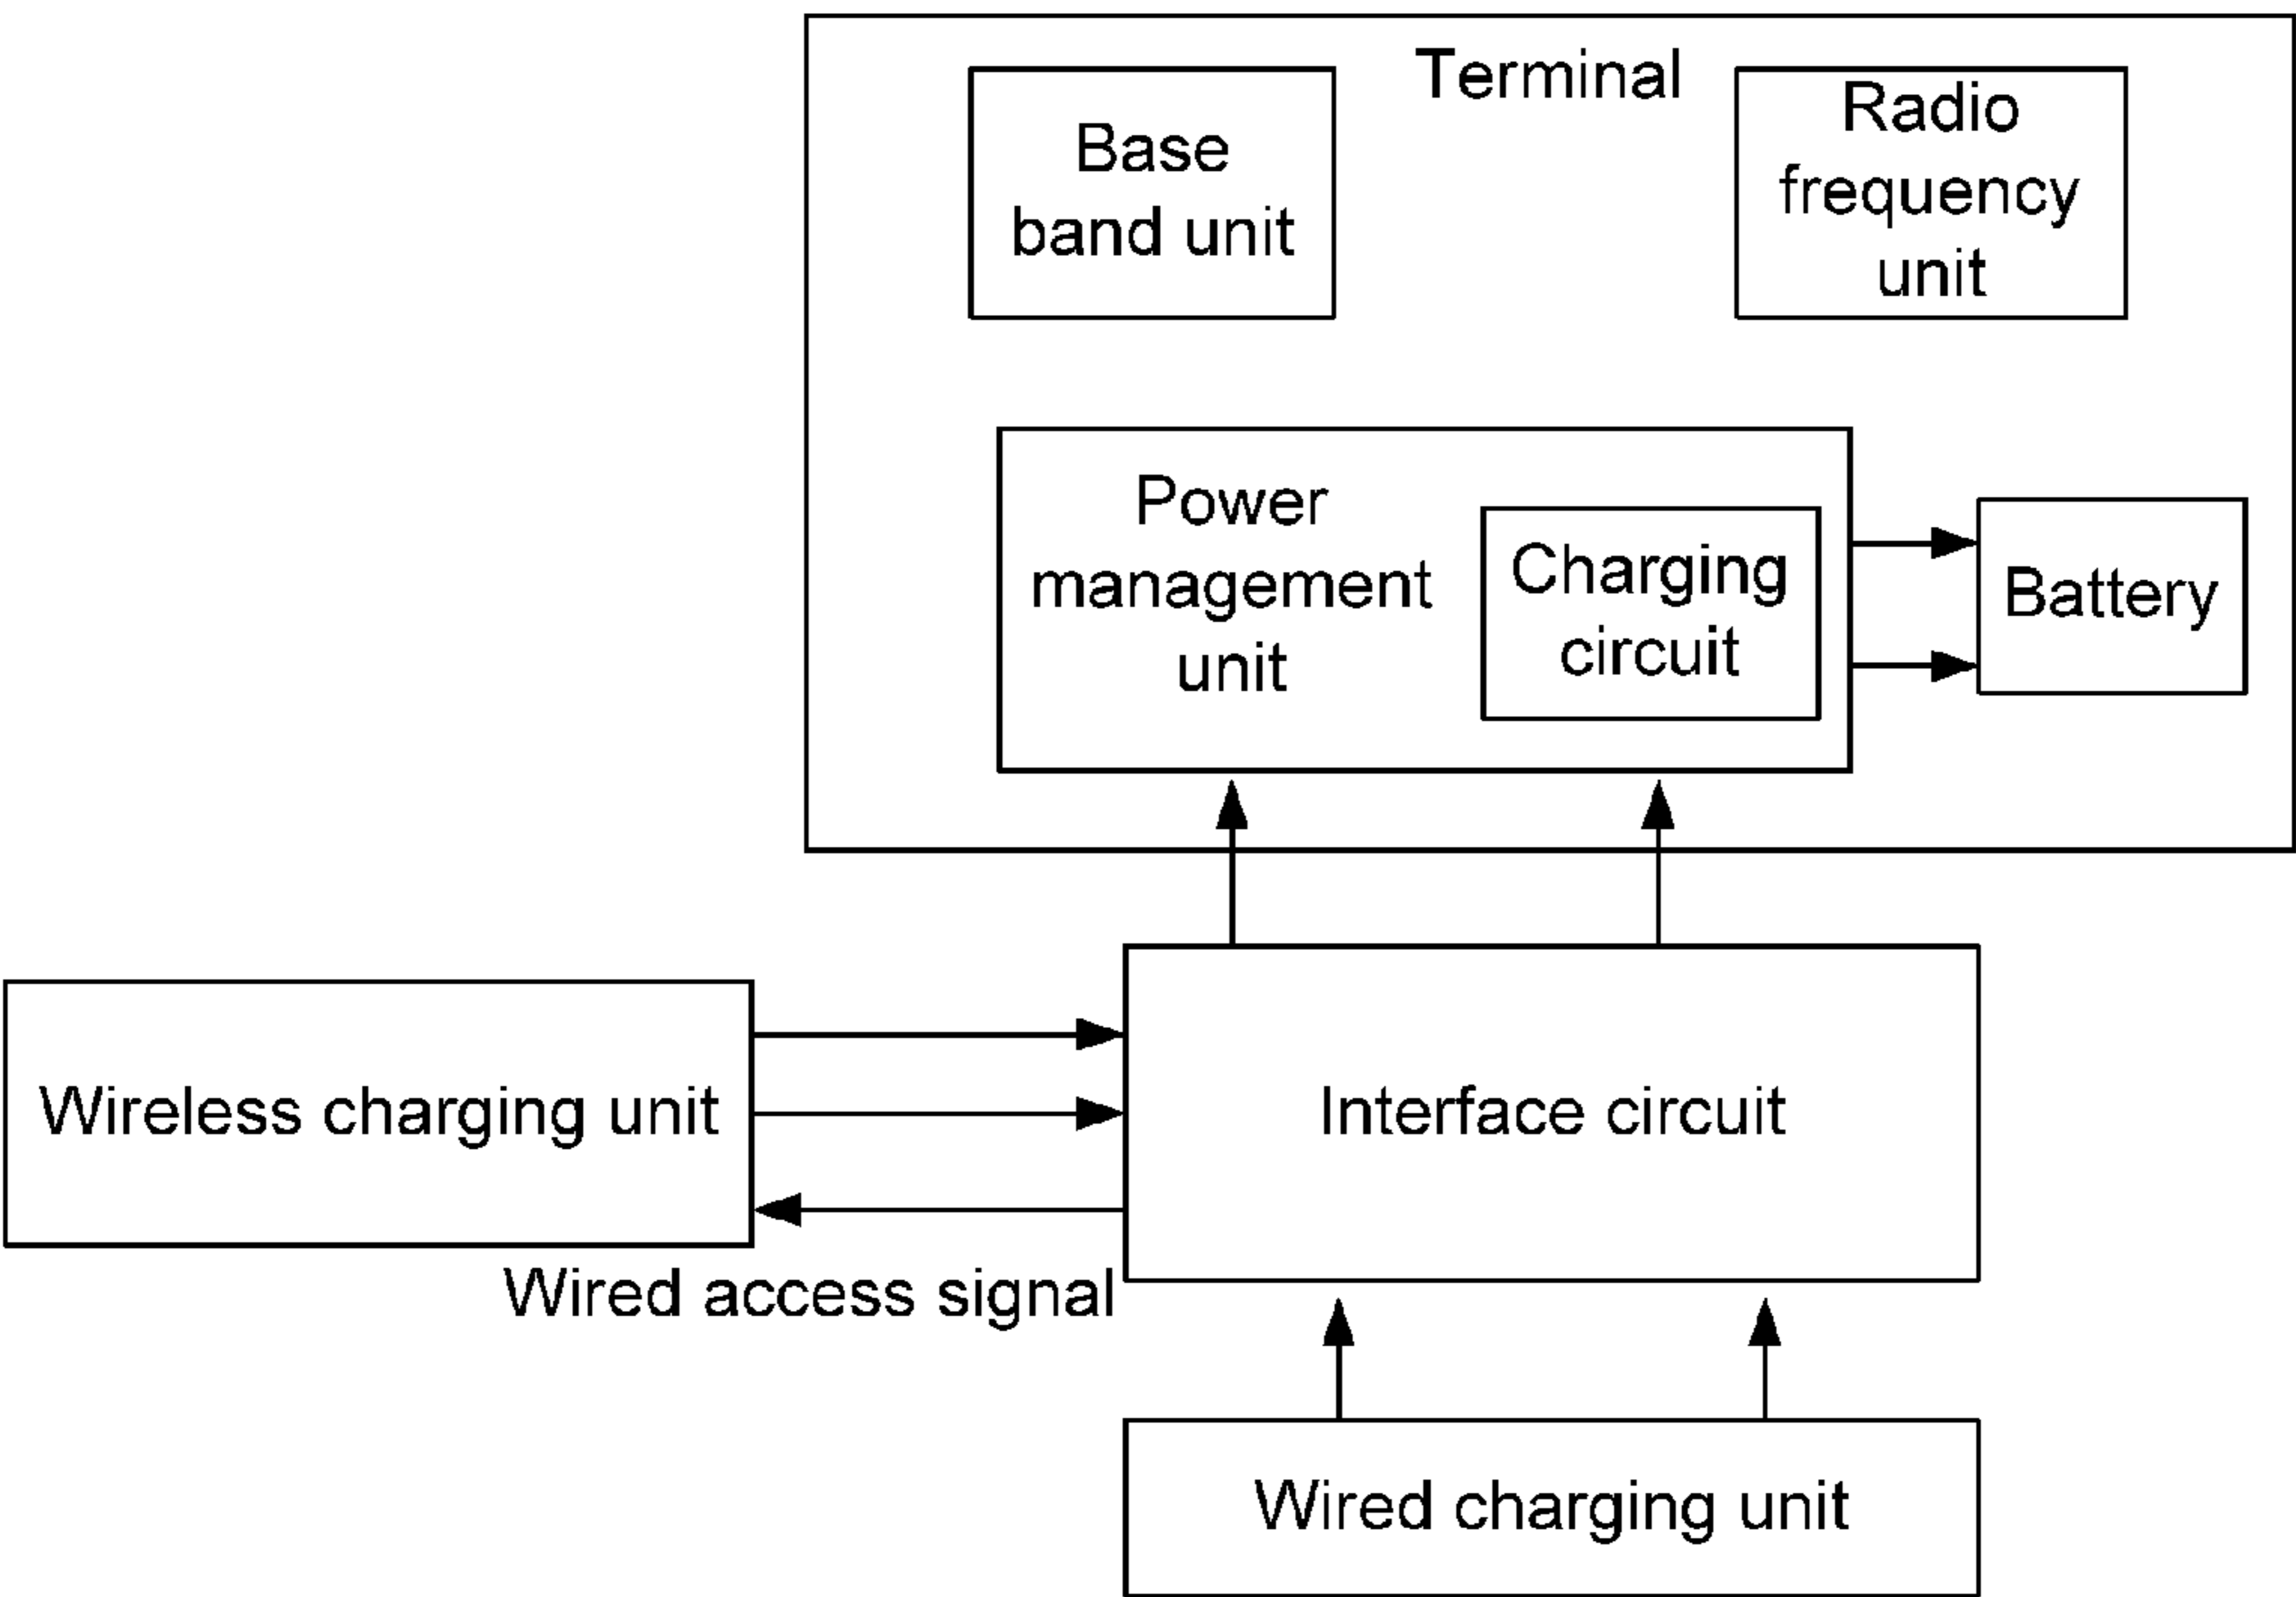 Terminal
Base
band unit
Radio
frequency
unit
Power
management
unit
Charging
circuit
Battery
Wireless charging unit
Interface circuit
Wired access signal
Wired charging unit